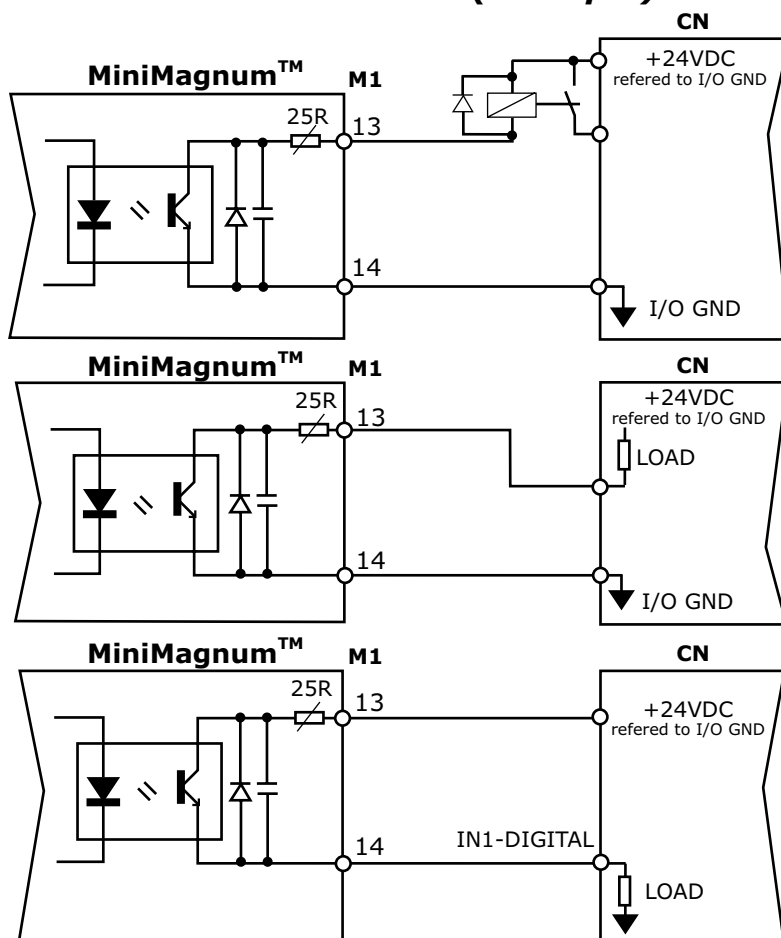 CN
MiniMagnum™ M1
+24VDC
refered to I/O GND
25R
13
14
I/O GND
MiniMagnum™ M1
CN
+24VDC
refered to I/O GND
25R
13
LOAD
14
I/O GND
MiniMagnum™ M1
CN
25R
13
+24VDC
refered to I/O GND
14
IN1-DIGITAL
LOAD